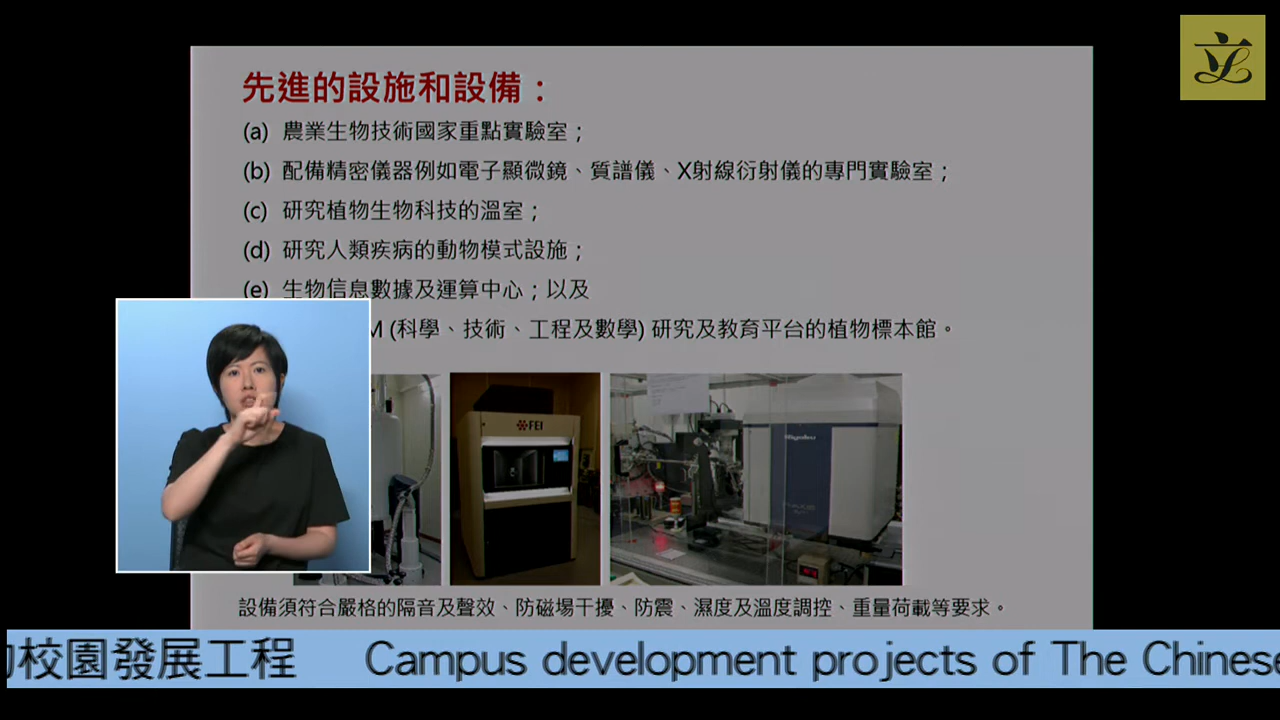 先進的設施和設備：
(a) 農業生物技術國家重點實驗室；
(b) 配備精密儀器例如電子顯微鏡、質譜儀、X射線衍射儀的專門實驗室；
(c) 研究植物生物科技的溫室；
(d) 研究人類疾病的動物模式設施；
(e) 生物信息數據及運算中心；以及
M (科學、技術、工程及數學) 研究及教育平台的植物標本館。
FEI
Rigaku
設備須符合嚴格的隔音及聲效、防磁場干擾、防震、濕度及溫度調控、重量荷載等要求。
校園發展工程 Campus development projects of The Chinese